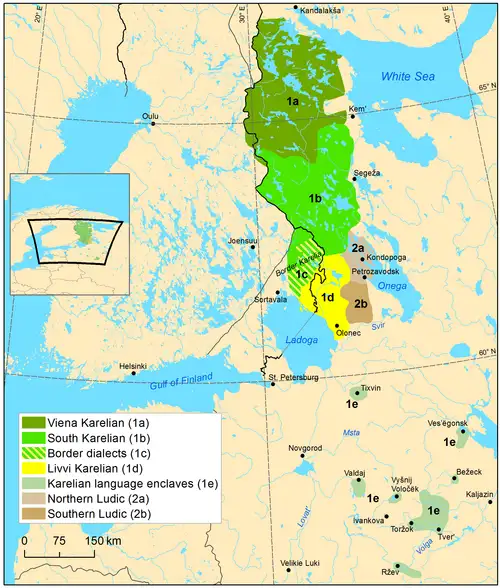 20° E
30° E
40° E
Kandalakša
White Sea
1a
65° N
Kem'
Oulu
Segeža
1b
2a
Joensuu
Kondopoga
Border Karelia
Petrozavodsk
1c
Onega
Sortavala
1d
2b
Svir
Olonec
Ladoga
60° N
Helsinki
Gulf of Finland
St. Petersburg
Tixvin
1e
Viena Karelian (1a)
South Karelian (1b)
Border dialects (1c)
Livvi Karelian (1d)
Karelian language enclaves (1e)
Northern Ludic (2a)
Southern Ludic (2b)
0 75 150 km
Ves'egonsk
Msta
1e
Novgorod
Valdaj
Vyšnij
Voloček
Bežeck
1e
1e
Kaljazin
Lovat'
Ivankova
Toržok
Tver'
Volga
Velikie Luki
Ržev